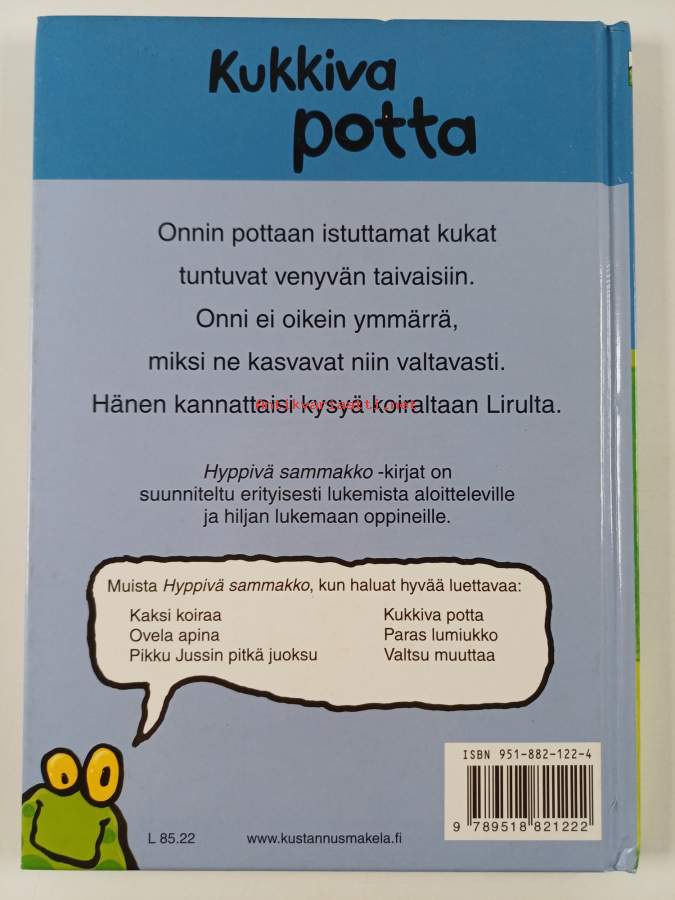 Kukkiva
potta
Onnin pottaan istuttamat kukat
tuntuvat venyvän taivaisiin.
Onni ei oikein ymmärrä,
miksi ne kasvavat niin valtavasti.
Hänen kannattaisi kysyä koiraltaan Lirulta.
Antikvariaatti.net
Hyppivä sammakko -kirjat on
suunniteltu erityisesti lukemista aloitteleville
ja hiljan lukemaan oppineille.
Muista Hyppivä sammakko, kun haluat hyvää luettavaa:
Kaksi koiraa
Ovela apina
Pikku Jussin pitkä juoksu
Kukkiva potta
Paras lumiukko
Valtsu muuttaa
ISBN 951-882-122-4
9 789518 821222
L 85.22
www.kustannusmakela.fi